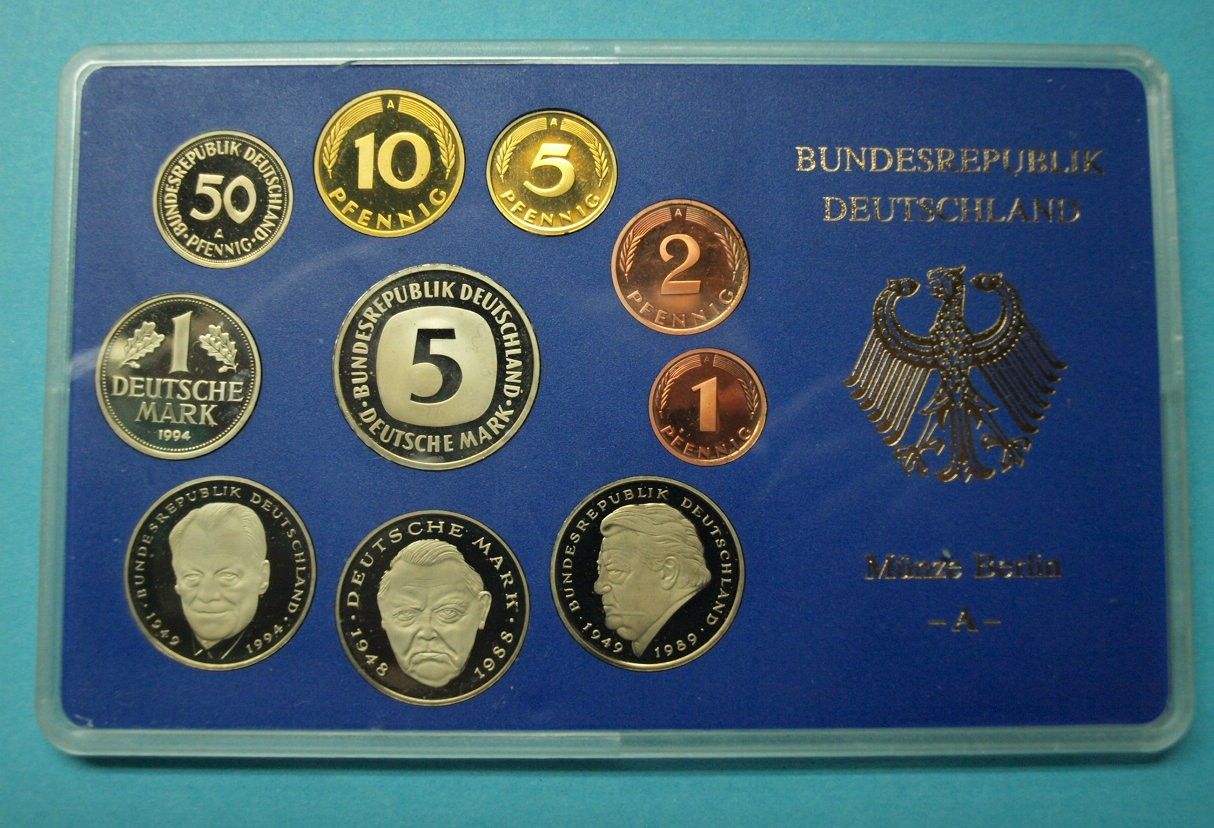 BUNDESREPUBLIK DEUTSCHLAND
50
A
PFENNIG
A
10
PFENNIG
A
5
PFENNIG
A
2
PFENNIG
1
DEUTSCHE
MARK
1994
BUNDESREPUBLIK DEUTSCHLAND
5
DEUTSCHE MARK
A
1
PFENNIG
BUNDESREPUBLIK DEUTSCHLAND
1949 1994
DEUTSCHE MARK
1948 1988
BUNDESREPUBLIK DEUTSCHLAND
1949 1989
BUNDESREPUBLIK
DEUTSCHLAND
Münze Berlin
-A-